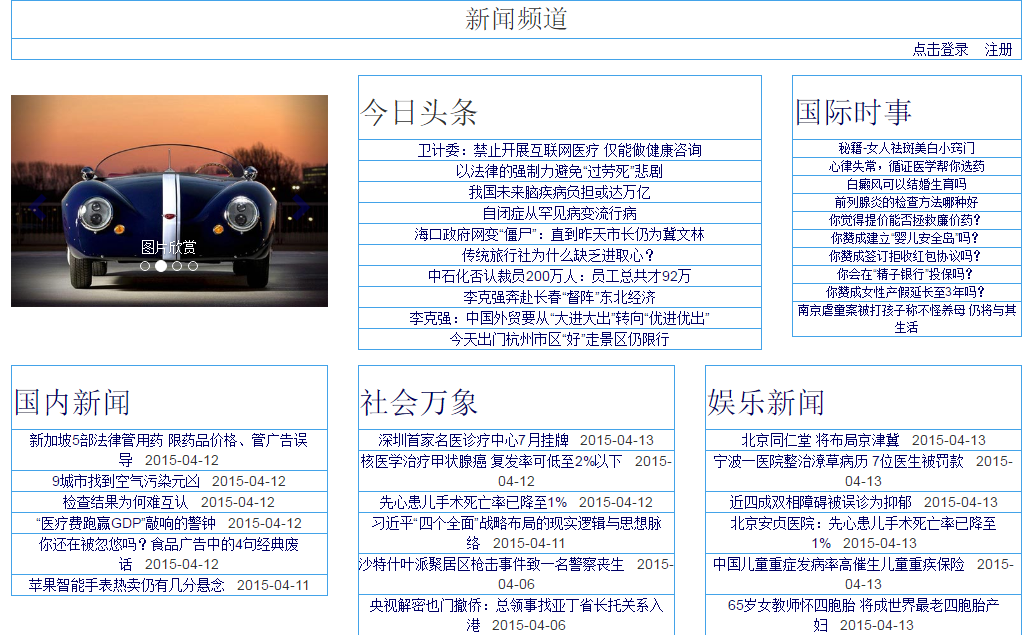 新闻频道
点击登录 注册
图片欣赏
今日头条
卫计委：禁止开展互联网医疗 仅能做健康咨询
以法律的强制力避免“过劳死”悲剧
我国未来脑疾病负担或达万亿
自闭症从罕见病变流行病
海口政府网变“僵尸”：直到昨天市长仍为冀文林
传统旅行社为什么缺乏进取心？
中石化否认裁员200万人：员工总共才92万
李克强奔赴长春“督阵”东北经济
李克强：中国外贸要从“大进大出”转向“优进优出”
今天出门杭州市区“好”走景区仍限行
国际时事
秘籍-女人祛斑美白小窍门
心律失常，循证医学帮你选药
白癜风可以结婚生育吗
前列腺炎的检查方法哪种好
你觉得提价能否拯救廉价药？
你赞成建立“婴儿安全岛”吗？
你赞成签订拒收红包协议吗？
你会在“精子银行”投保吗？
你赞成女性产假延长至3年吗？
南京虐童案被打孩子称不怪养母 仍将与其
生活
国内新闻
新加坡5部法律管用药 限药品价格、管广告误
导 2015-04-12
9城市找到空气污染元凶 2015-04-12
检查结果为何难互认 2015-04-12
“医疗费跑赢GDP”敲响的警钟 2015-04-12
你还在被忽悠吗？食品广告中的4句经典废
话 2015-04-12
苹果智能手表热卖仍有几分悬念 2015-04-11
社会万象
深圳首家名医诊疗中心7月挂牌 2015-04-13
核医学治疗甲状腺癌 复发率可低至2%以下 2015-
04-12
先心患儿手术死亡率已降至1% 2015-04-12
习近平“四个全面”战略布局的现实逻辑与思想脉
络 2015-04-11
沙特什叶派聚居区枪击事件致一名警察丧生 2015-
04-06
央视解密也门撤侨：总领事找亚丁省长托关系入
港 2015-04-06
娱乐新闻
北京同仁堂 将布局京津冀 2015-04-13
宁波一医院整治潦草病历 7位医生被罚款 2015-
04-13
近四成双相障碍被误诊为抑郁 2015-04-13
北京安贞医院：先心患儿手术死亡率已降至
1% 2015-04-13
中国儿童重症发病率高催生儿童重疾保险 2015-
04-13
65岁女教师怀四胞胎 将成世界最老四胞胎产
妇 2015-04-13